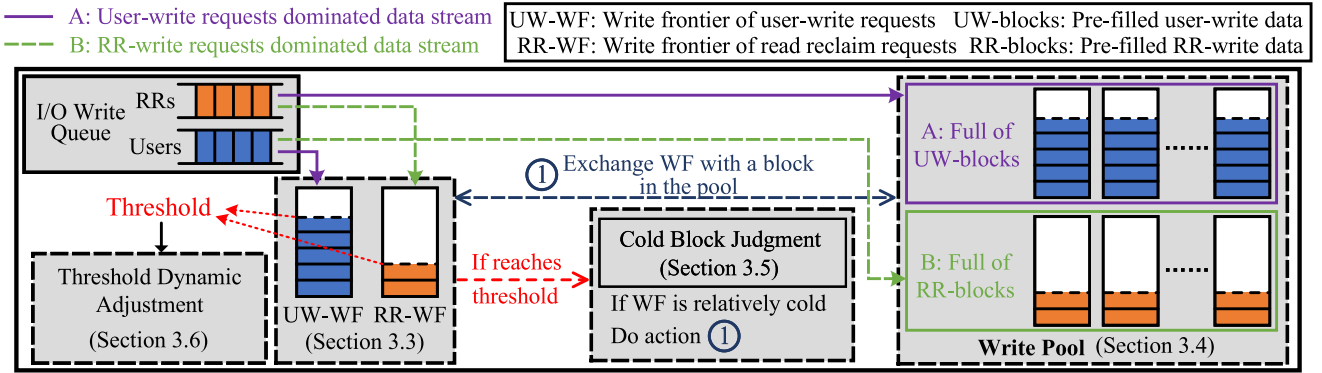 A: User-write requests dominated data stream
B: RR-write requests dominated data stream
UW-WF: Write frontier of user-write requests UW-blocks: Pre-filled user-write data
RR-WF: Write frontier of read reclaim requests RR-blocks: Pre-filled RR-write data
I/O Write
Queue
RRs
Users
Threshold
Threshold Dynamic
Adjustment
(Section 3.6)
UW-WF RR-WF
(Section 3.3)
1 Exchange WF with a block
in the pool
If reaches
threshold
Cold Block Judgment
(Section 3.5)
If WF is relatively cold
Do action 1
A: Full of
UW-blocks
......
B: Full of
RR-blocks
......
Write Pool (Section 3.4)